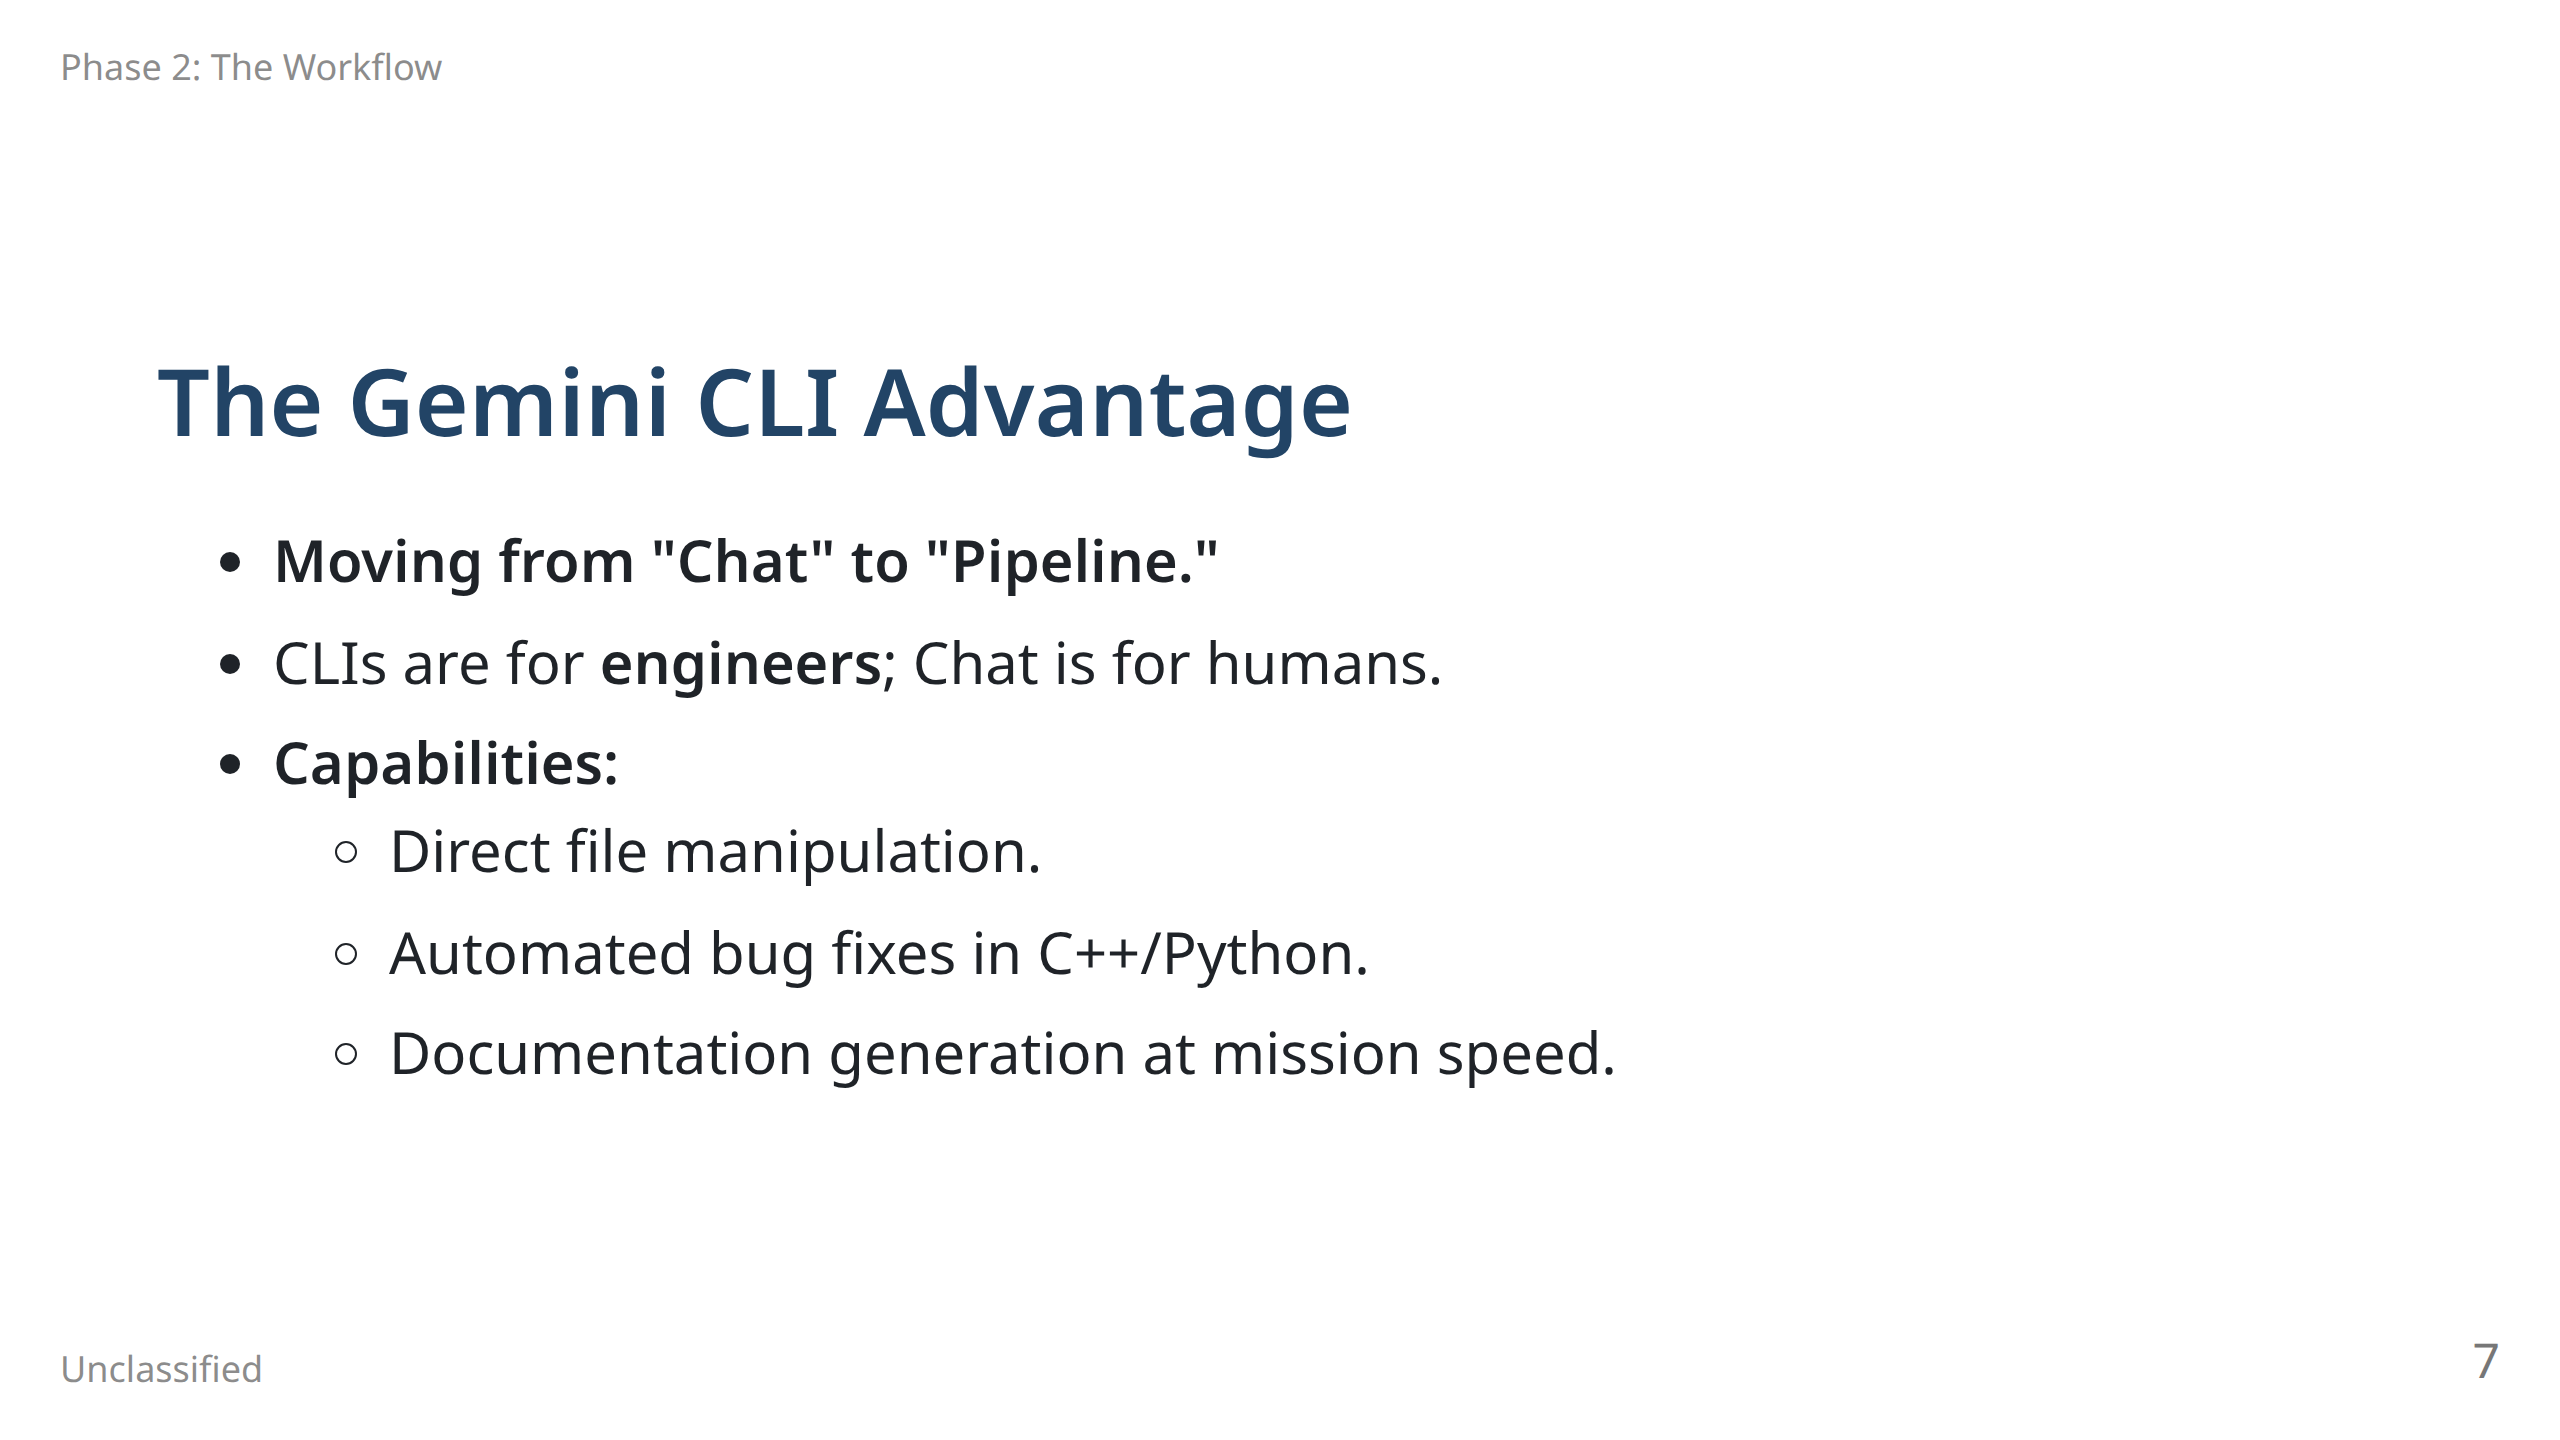 Phase 2: The Workflow
The Gemini CLI Advantage
• Moving from "Chat" to "Pipeline."
• CLIs are for engineers; Chat is for humans.
• Capabilities:
○ Direct file manipulation.
○ Automated bug fixes in C++/Python.
○ Documentation generation at mission speed.
Unclassified
7